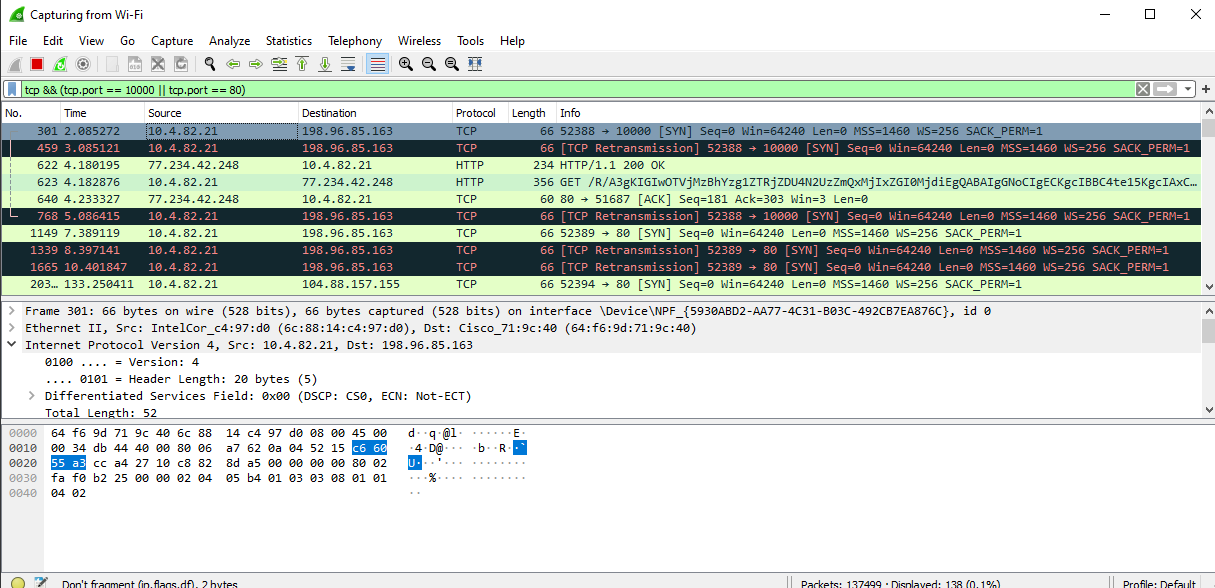 Capturing from Wi-Fi
File Edit View Go Capture Analyze Statistics Telephony Wireless Tools Help
tcp && (tcp.port == 10000 || tcp.port == 80)
No. Time Source Destination Protocol Length Info
301 2.085272 10.4.82.21 198.96.85.163 TCP 66 52388 → 10000 [SYN] Seq=0 Win=64240 Len=0 MSS=1460 WS=256 SACK_PERM=1
459 3.085121 10.4.82.21 198.96.85.163 TCP 66 [TCP Retransmission] 52388 → 10000 [SYN] Seq=0 Win=64240 Len=0 MSS=1460 WS=256 SACK_PERM=1
622 4.180195 77.234.42.248 10.4.82.21 HTTP 234 HTTP/1.1 200 OK
623 4.182876 10.4.82.21 77.234.42.248 HTTP 356 GET /R/A3gKIGIwOTVjMzBhYzg1ZTRjZDU4N2UzZmQxMjIxZGI0MjdiEgQABAIgGNoCIgECKgcIBBC4te15KgcIAxC…
640 4.233327 77.234.42.248 10.4.82.21 TCP 60 80 → 51687 [ACK] Seq=181 Ack=303 Win=3 Len=0
768 5.086415 10.4.82.21 198.96.85.163 TCP 66 [TCP Retransmission] 52388 → 10000 [SYN] Seq=0 Win=64240 Len=0 MSS=1460 WS=256 SACK_PERM=1
1149 7.389119 10.4.82.21 198.96.85.163 TCP 66 52389 → 80 [SYN] Seq=0 Win=64240 Len=0 MSS=1460 WS=256 SACK_PERM=1
1339 8.397141 10.4.82.21 198.96.85.163 TCP 66 [TCP Retransmission] 52389 → 80 [SYN] Seq=0 Win=64240 Len=0 MSS=1460 WS=256 SACK_PERM=1
1665 10.401847 10.4.82.21 198.96.85.163 TCP 66 [TCP Retransmission] 52389 → 80 [SYN] Seq=0 Win=64240 Len=0 MSS=1460 WS=256 SACK_PERM=1
203… 133.250411 10.4.82.21 104.88.157.155 TCP 66 52394 → 80 [SYN] Seq=0 Win=64240 Len=0 MSS=1460 WS=256 SACK_PERM=1
Frame 301: 66 bytes on wire (528 bits), 66 bytes captured (528 bits) on interface \Device\NPF_{5930ABD2-AA77-4C31-B03C-492CB7EA876C}, id 0
Ethernet II, Src: IntelCor_c4:97:d0 (6c:88:14:c4:97:d0), Dst: Cisco_71:9c:40 (64:f6:9d:71:9c:40)
Internet Protocol Version 4, Src: 10.4.82.21, Dst: 198.96.85.163
0100 .... = Version: 4
.... 0101 = Header Length: 20 bytes (5)
Differentiated Services Field: 0x00 (DSCP: CS0, ECN: Not-ECT)
Total Length: 52
0000 64 f6 9d 71 9c 40 6c 88 14 c4 97 d0 08 00 45 00 d··q·@l· ······E·
0010 00 34 db 44 40 00 80 06 a7 62 0a 04 52 15 c6 60 ·4·D@··· ·b··R··`
0020 55 a3 cc a4 27 10 c8 82 8d a5 00 00 00 00 80 02 U···'··· ········
0030 fa f0 b2 25 00 00 02 04 05 b4 01 03 03 08 01 01 ···%···· ········
0040 04 02 ··
Don't fragment (ip.flags.df), 2 bytes Packets: 137499 · Displayed: 138 (0.1%) Profile: Default